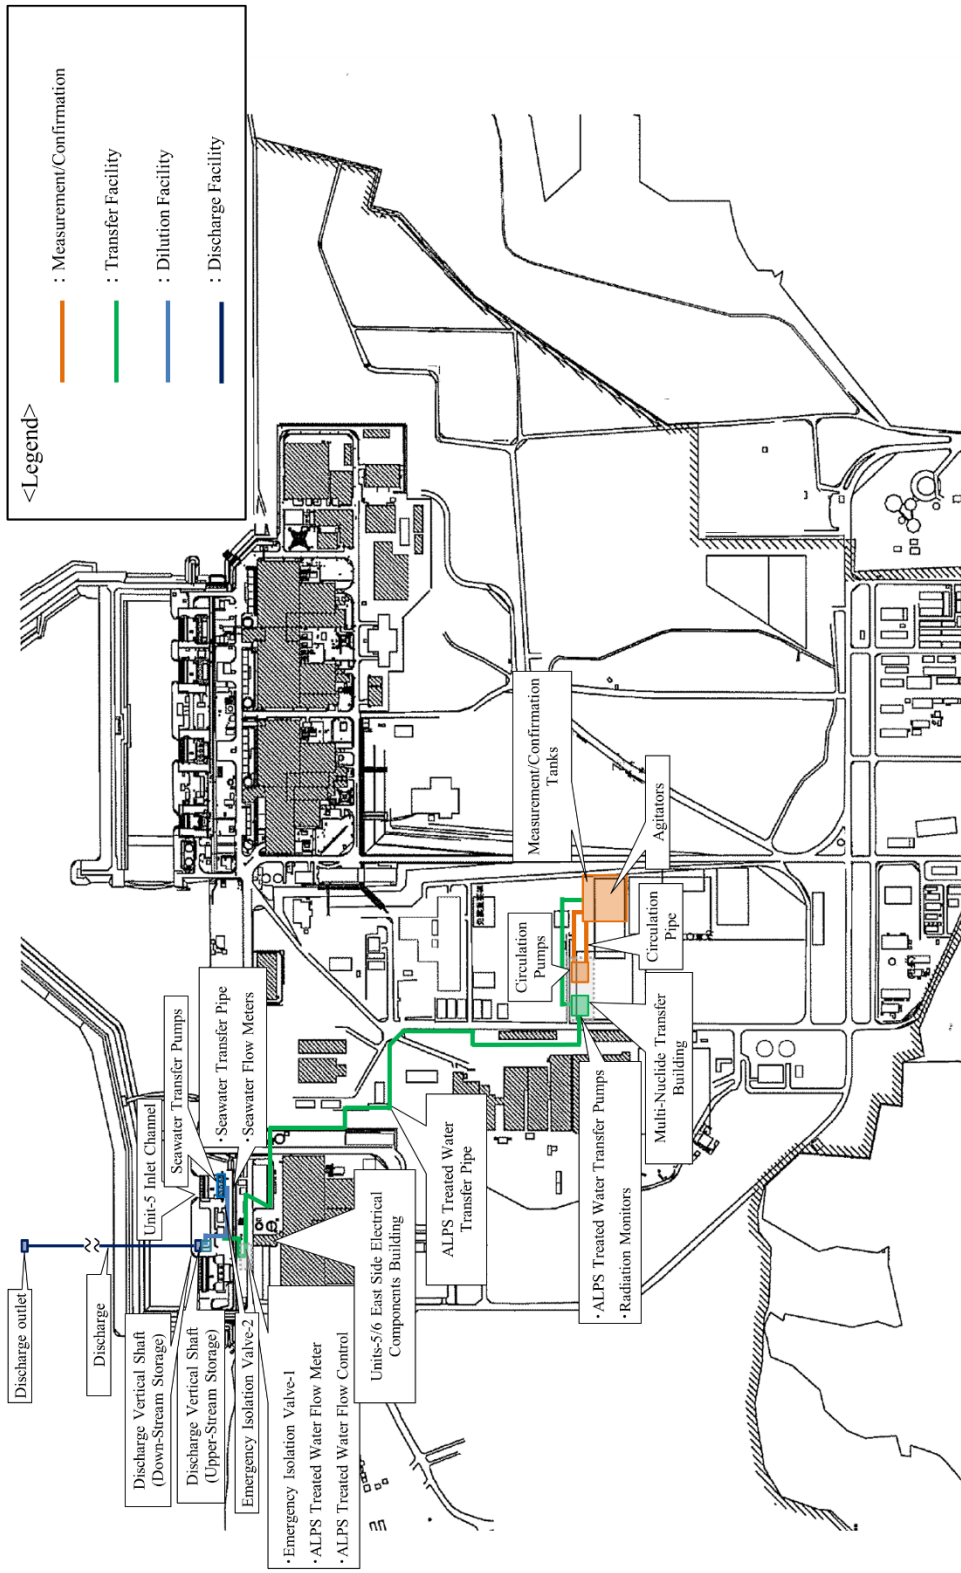 <Legend>
: Measurement/Confirmation
: Transfer Facility
: Dilution Facility
: Discharge Facility
Discharge outlet
Discharge
Discharge Vertical Shaft
(Down-Stream Storage)
Discharge Vertical Shaft
(Upper-Stream Storage)
Emergency Isolation Valve-2
・Emergency Isolation Valve-1
・ALPS Treated Water Flow Meter
・ALPS Treated Water Flow Control
Unit-5 Inlet Channel
Seawater Transfer Pumps
・Seawater Transfer Pipe
・Seawater Flow Meters
Units-5/6 East Side Electrical
Components Building
ALPS Treated Water
Transfer Pipe
・ALPS Treated Water Transfer Pumps
・Radiation Monitors
Multi-Nuclide Transfer
Building
Circulation
Pumps
Circulation
Pipe
Measurement/Confirmation
Tanks
Agitators